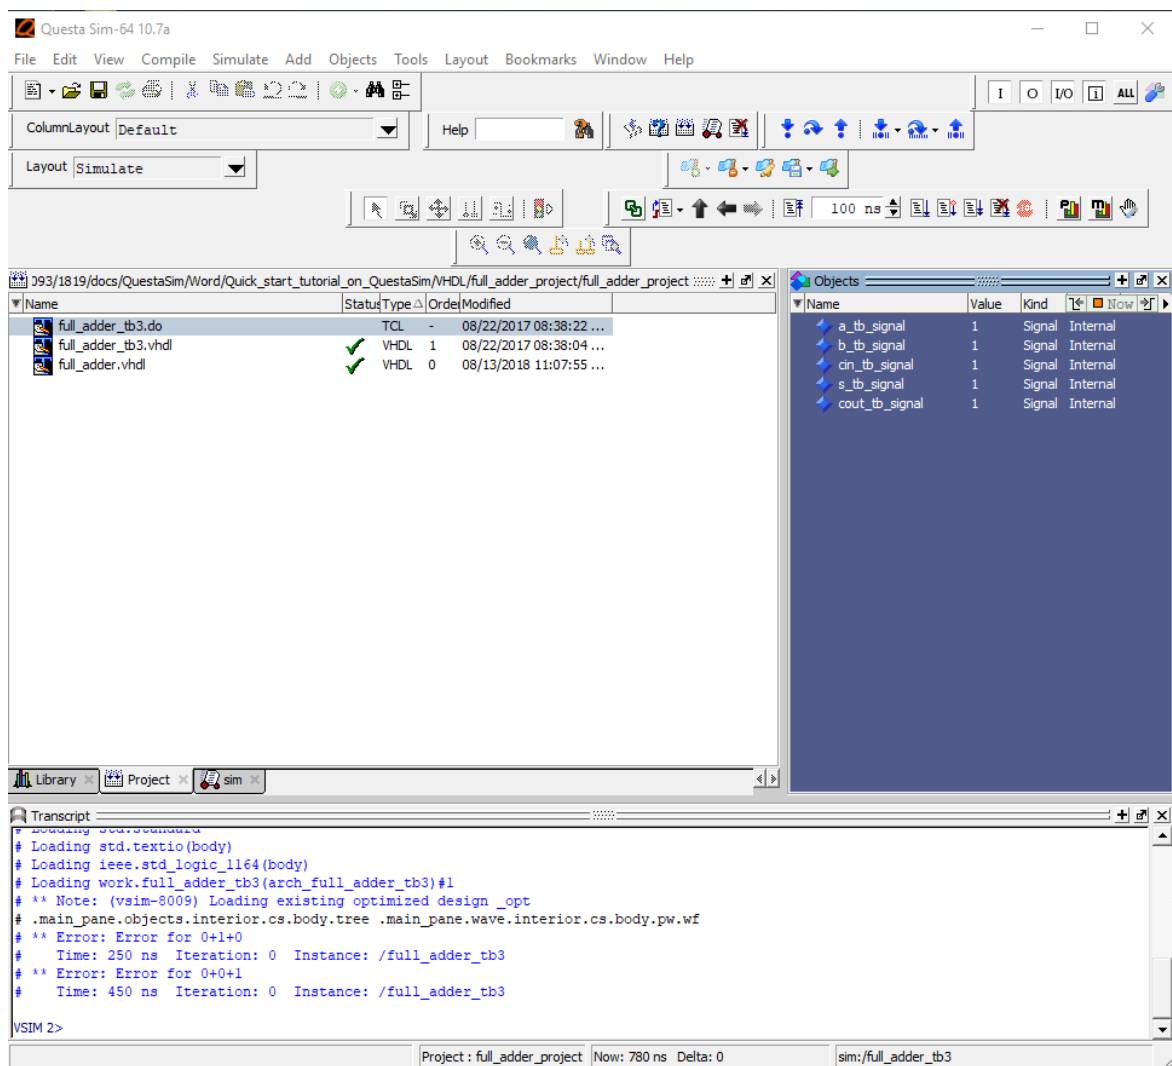 Questa Sim-64 10.7a
File Edit View Compile Simulate Add Objects Tools Layout Bookmarks Window Help
I O I/O i ALL
ColumnLayout Default
Help
Layout Simulate
100 ns
093/1819/docs/QuestaSim/Word/Quick_start_tutorial_on_QuestaSim/VHDL/full_adder_project/full_adder_project
Name Status Type Order Modified
full_adder_tb3.do TCL - 08/22/2017 08:38:22 ...
full_adder_tb3.vhdl VHDL 1 08/22/2017 08:38:04 ...
full_adder.vhdl VHDL 0 08/13/2018 11:07:55 ...
Library Project sim
Objects
Name Value Kind Now
a_tb_signal 1 Signal Internal
b_tb_signal 1 Signal Internal
cin_tb_signal 1 Signal Internal
s_tb_signal 1 Signal Internal
cout_tb_signal 1 Signal Internal
Transcript
# Loading std.standard
# Loading std.textio(body)
# Loading ieee.std_logic_1164(body)
# Loading work.full_adder_tb3(arch_full_adder_tb3)#1
# ** Note: (vsim-8009) Loading existing optimized design _opt
# .main_pane.objects.interior.cs.body.tree .main_pane.wave.interior.cs.body.pw.wf
# ** Error: Error for 0+1+0
#    Time: 250 ns  Iteration: 0  Instance: /full_adder_tb3
# ** Error: Error for 0+0+1
#    Time: 450 ns  Iteration: 0  Instance: /full_adder_tb3
VSIM 2>
Project : full_adder_project Now: 780 ns Delta: 0 sim:/full_adder_tb3